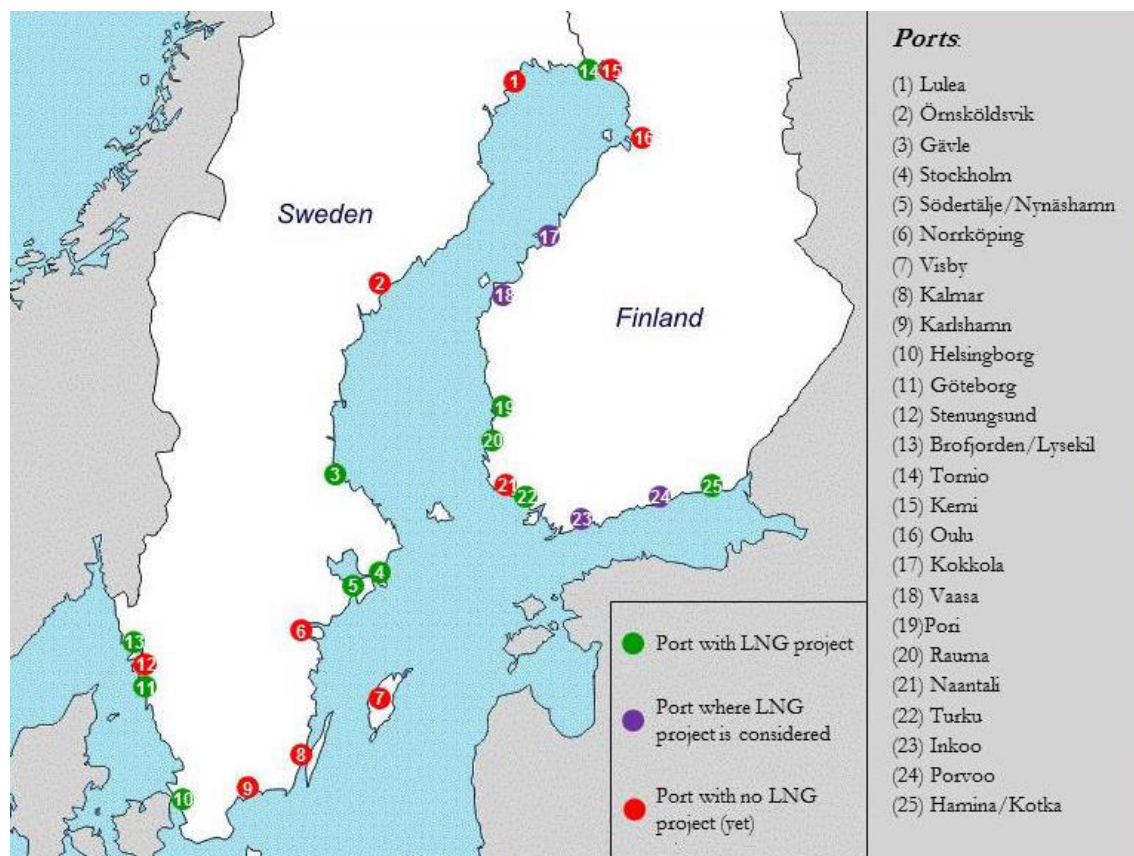 Ports:
(1) Lulea
(2) Örnsköldsvik
(3) Gävle
(4) Stockholm
(5) Södertälje/Nynäshamn
(6) Norrköping
(7) Visby
(8) Kalmar
(9) Karlshamn
(10) Helsingborg
(11) Göteborg
(12) Stenungsund
(13) Brofjorden/Lysekil
(14) Tornio
(15) Kemi
(16) Oulu
(17) Kokkola
(18) Vaasa
(19)Pori
(20) Rauma
(21) Naantali
(22) Turku
(23) Inkoo
(24) Porvoo
(25) Hamina/Kotka
Sweden
Finland
1
14
15
16
17
2
18
19
20
3
21
22
23
24
25
4
5
6
13
12
11
7
8
9
10
Port with LNG project
Port where LNG
project is considered
Port with no LNG
project (yet)